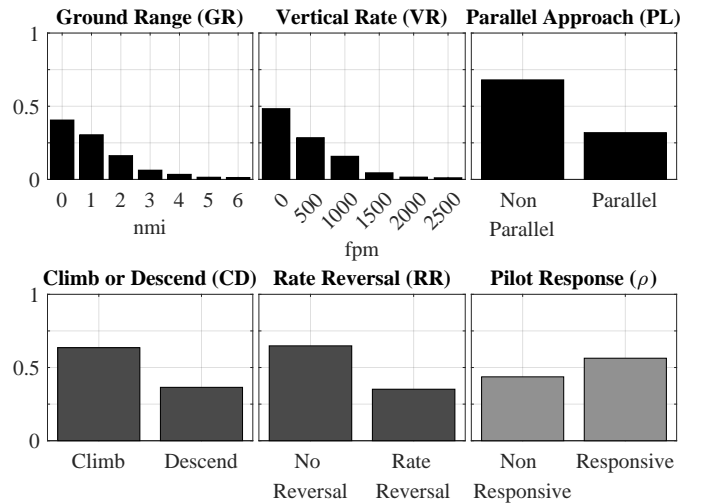 Ground Range (GR) Vertical Rate (VR) Parallel Approach (PL)
1
0.5
0
0 1 2 3 4 5 6 0 500 1000 1500 2000 2500 Non Parallel
nmi fpm Parallel
Climb or Descend (CD) Rate Reversal (RR) Pilot Response (ρ)
1
0.5
0
Climb Descend No Rate Non Responsive
Reversal Reversal Responsive